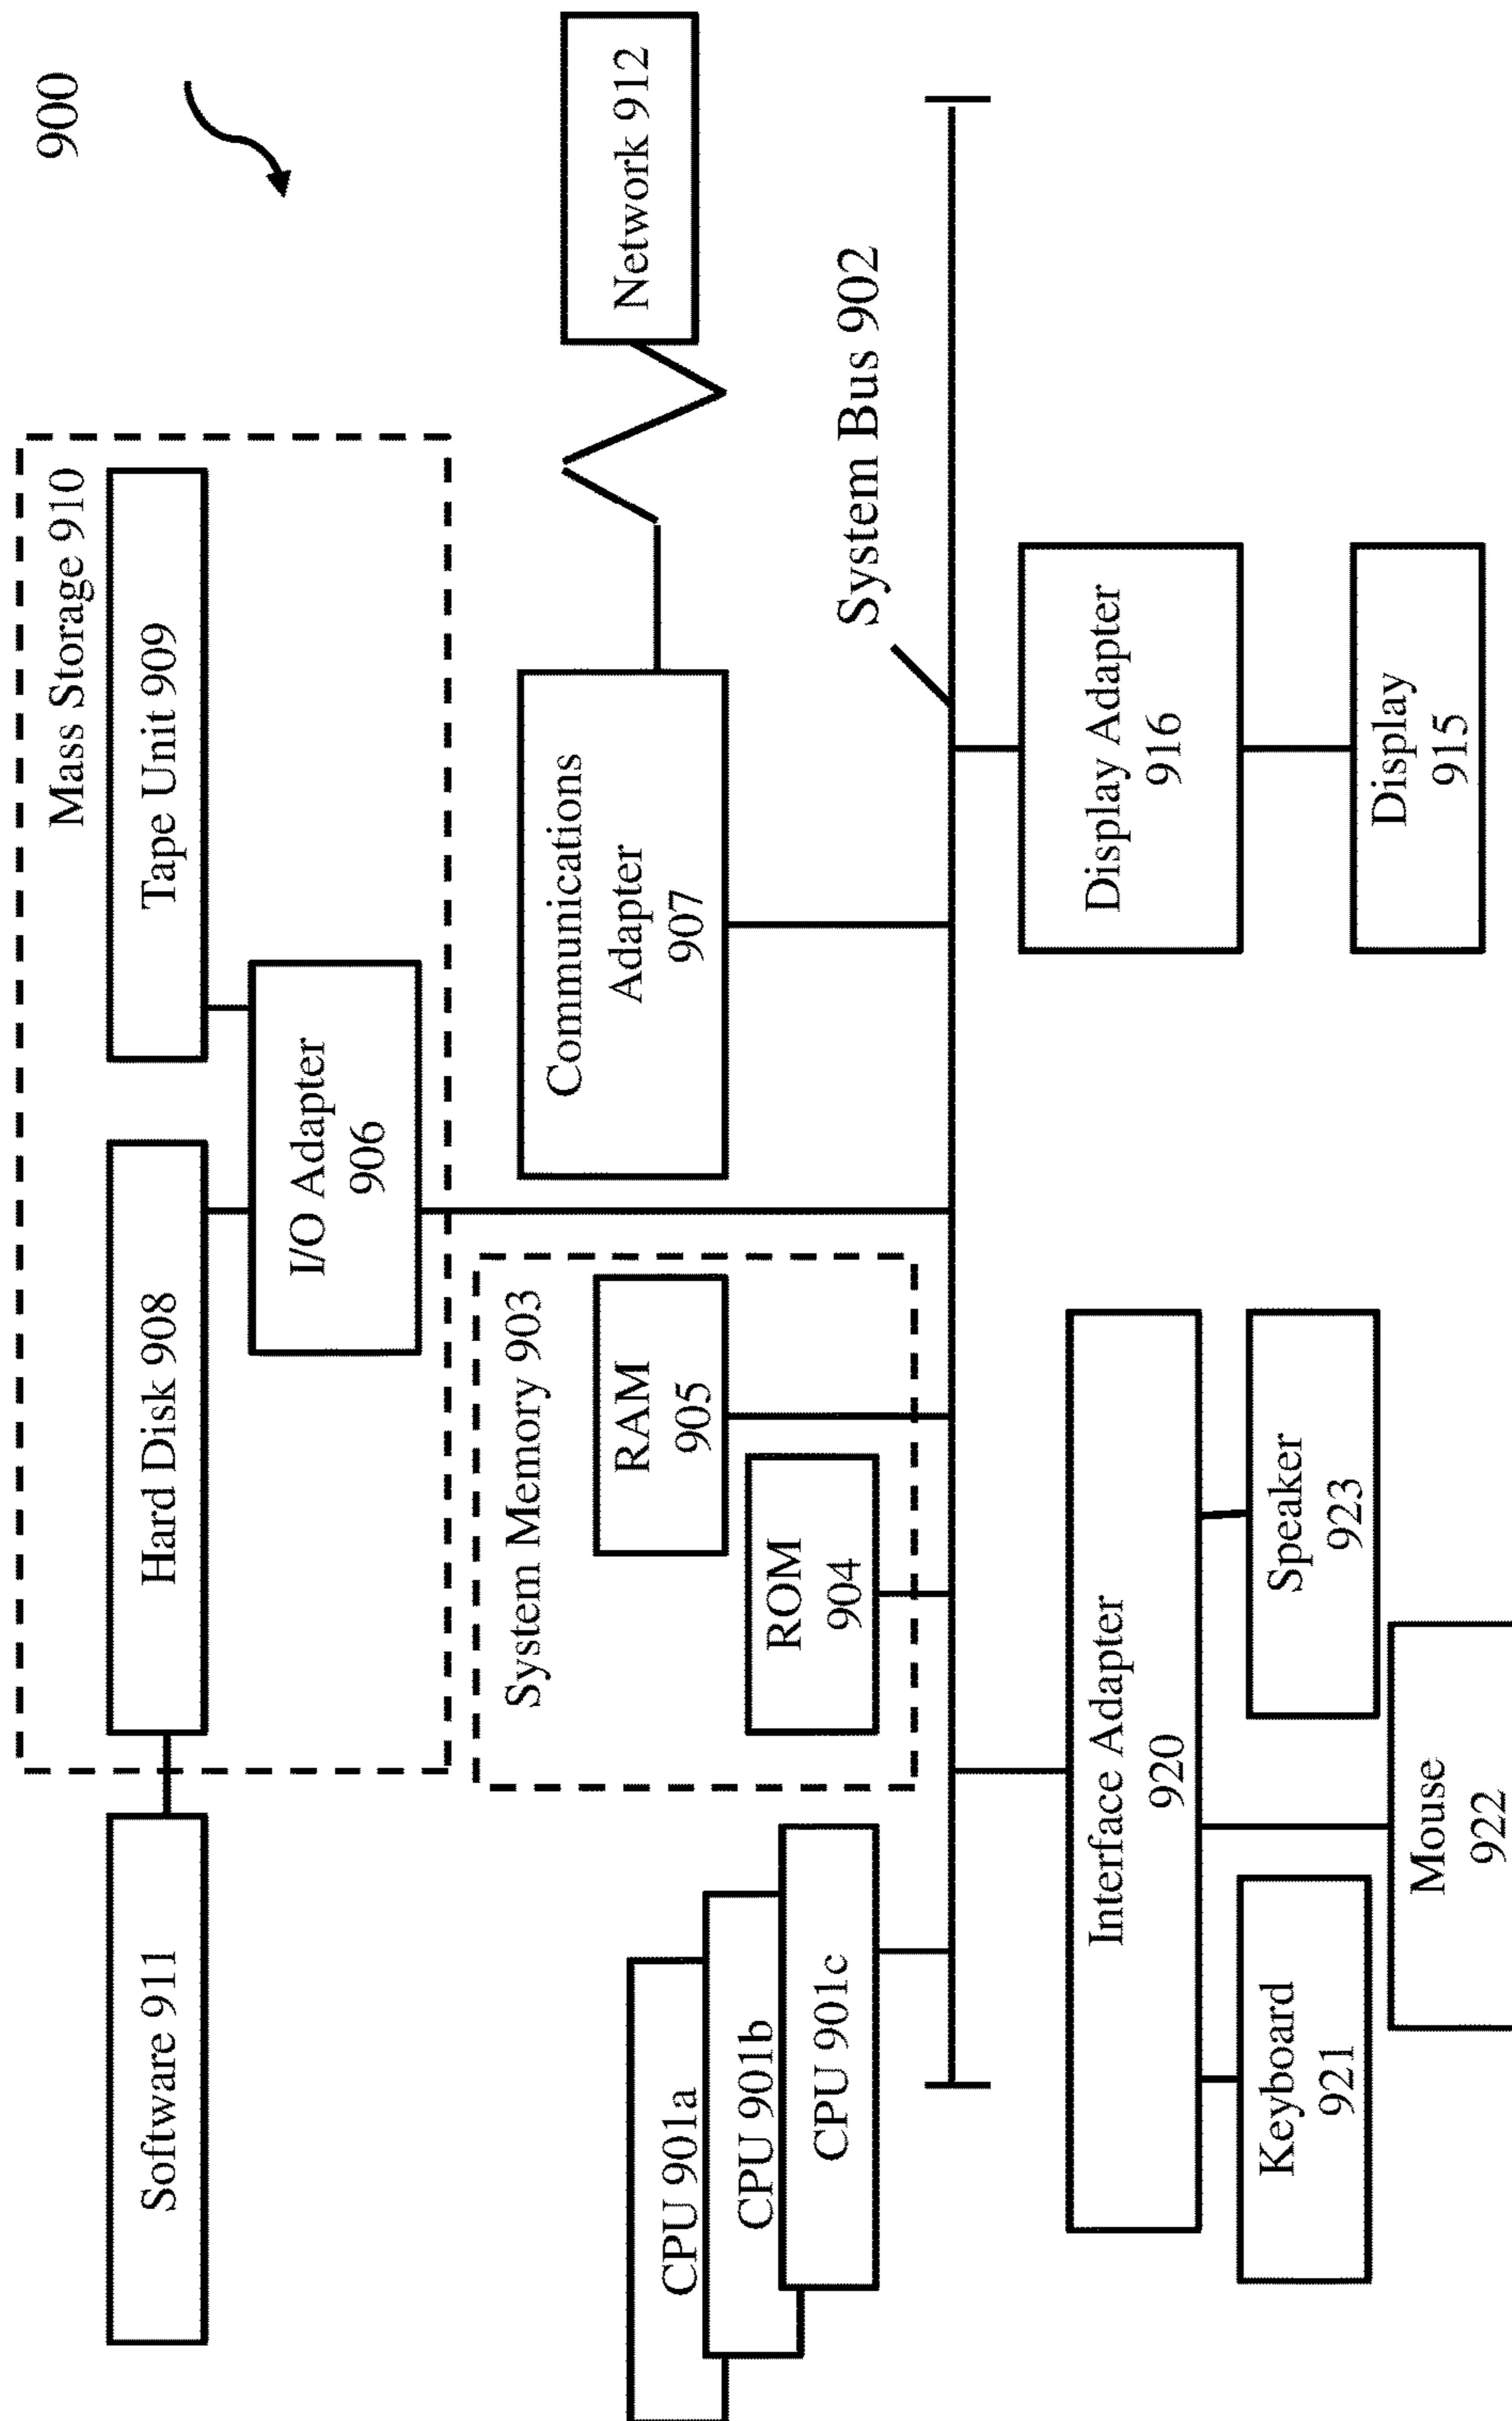 900
Mass Storage 910
Software 911
Hard Disk 908
Tape Unit 909
I/O Adapter
906
System Memory 903
RAM
905
ROM
904
CPU 901a
CPU 901b
CPU 901c
Communications
Adapter
907
Network 912
System Bus 902
Interface Adapter
920
Keyboard
921
Mouse
922
Speaker
923
Display Adapter
916
Display
915